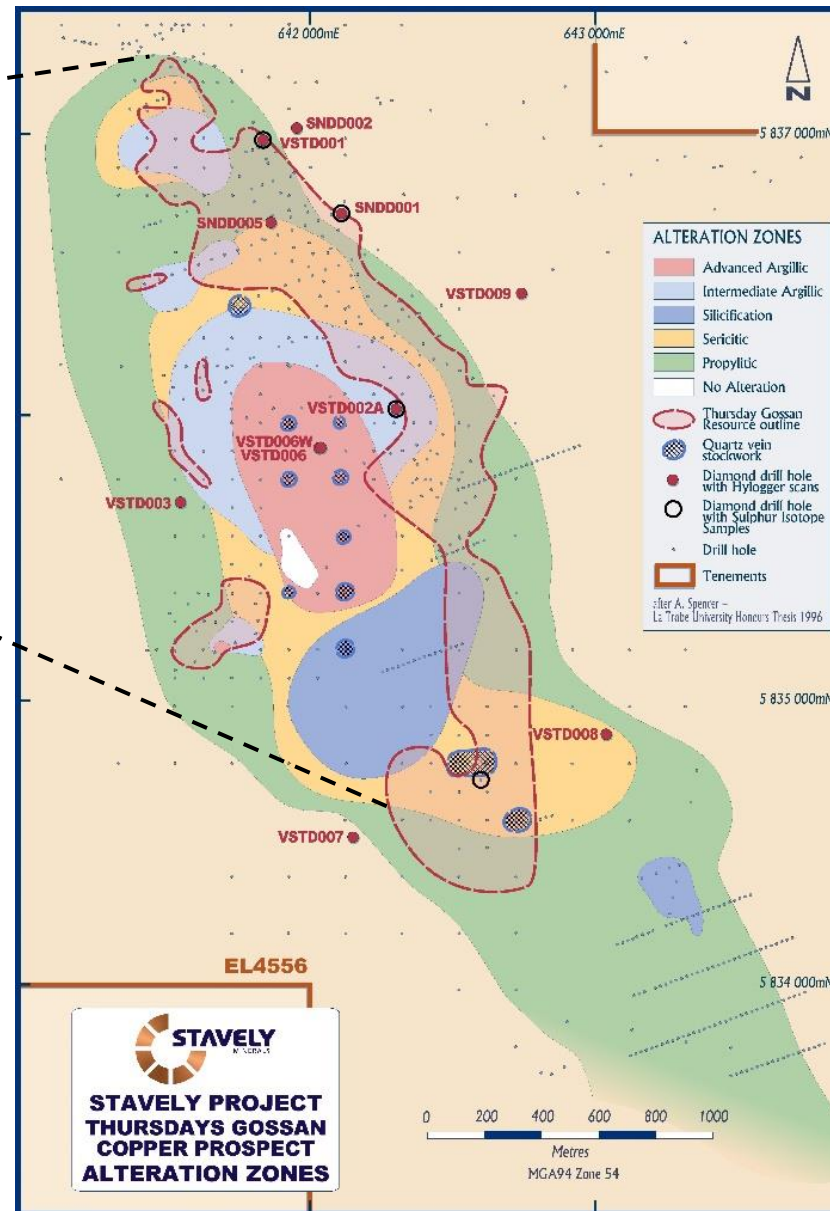 642 000mE
643 000mE
N
5 837 000mN
SNDD002
VSTD001
SNDD001
SNDD005
VSTD009
ALTERATION ZONES
Advanced Argillic
Intermediate Argillic
Silicification
Sericitic
Propylitic
No Alteration
Thursday Gossan
Resource outline
Quartz vein
stockwork
Diamond drill hole
with Hylogger scans
Diamond drill hole
with Sulphur Isotope
Samples
Drill hole
Tenements
after A. Spencer –
La Trobe University Honours Thesis 1996
VSTD002A
VSTD006W
VSTD006
VSTD003
5 835 000mN
VSTD008
VSTD007
EL4556
5 834 000mN
STAVELY
MINERALS
STAVELY PROJECT
THURSDAYS GOSSAN
COPPER PROSPECT
ALTERATION ZONES
0 200 400 600 800 1000
Metres
MGA94 Zone 54